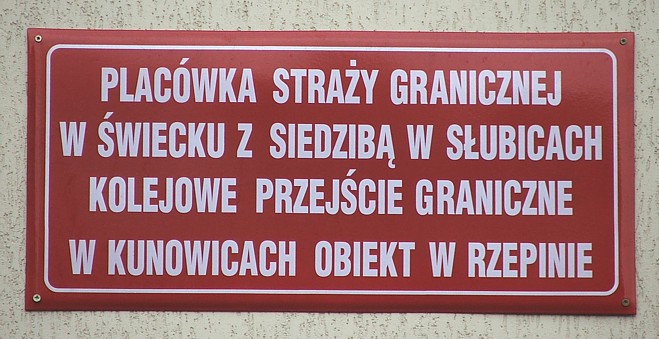 PLACÓWKA STRAŻY GRANICZNEJ
W ŚWIECKU Z SIEDZIBĄ W SŁUBICACH
KOLEJOWE PRZEJŚCIE GRANICZNE
W KUNOWICACH OBIEKT W RZEPINIE